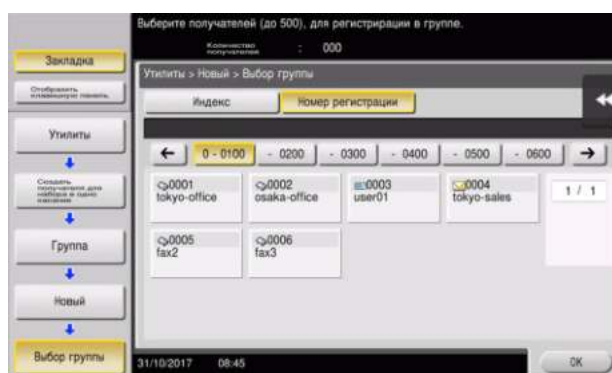 Выберите получателей (до 500), для регистрирации в группе.
Количество
получателей : 000
Закладка
Отобразить
клавишную панель.
Утилиты > Новый > Выбор группы
Индекс
Номер регистрации
Утилиты
← 0 - 0100 - 0200 - 0300 - 0400 - 0500 - 0600 →
Создать
получателя для
набора в одно
касание
0001
tokyo-office
0002
osaka-office
0003
user01
0004
tokyo-sales
1 / 1
Группа
0005
fax2
0006
fax3
Новый
Выбор группы
31/10/2017 08:45
OK